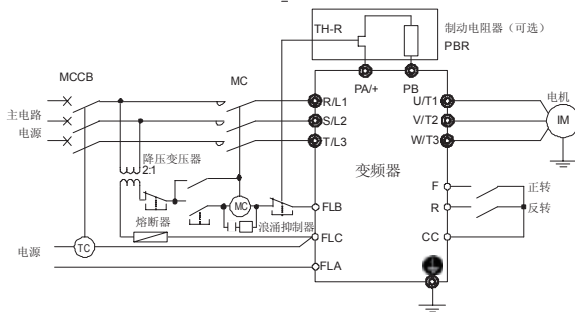 TH-R
制动电阻器（可选）
PBR
MCCB
MC
PA/+
PB
主电路
电源
R/L1
S/L2
T/L3
U/T1
V/T2
W/T3
电机
IM
降压变压器
2:1
变频器
F
正转
R
反转
CC
MC
FLB
熔断器
浪涌抑制器
FLC
电源
TC
FLA